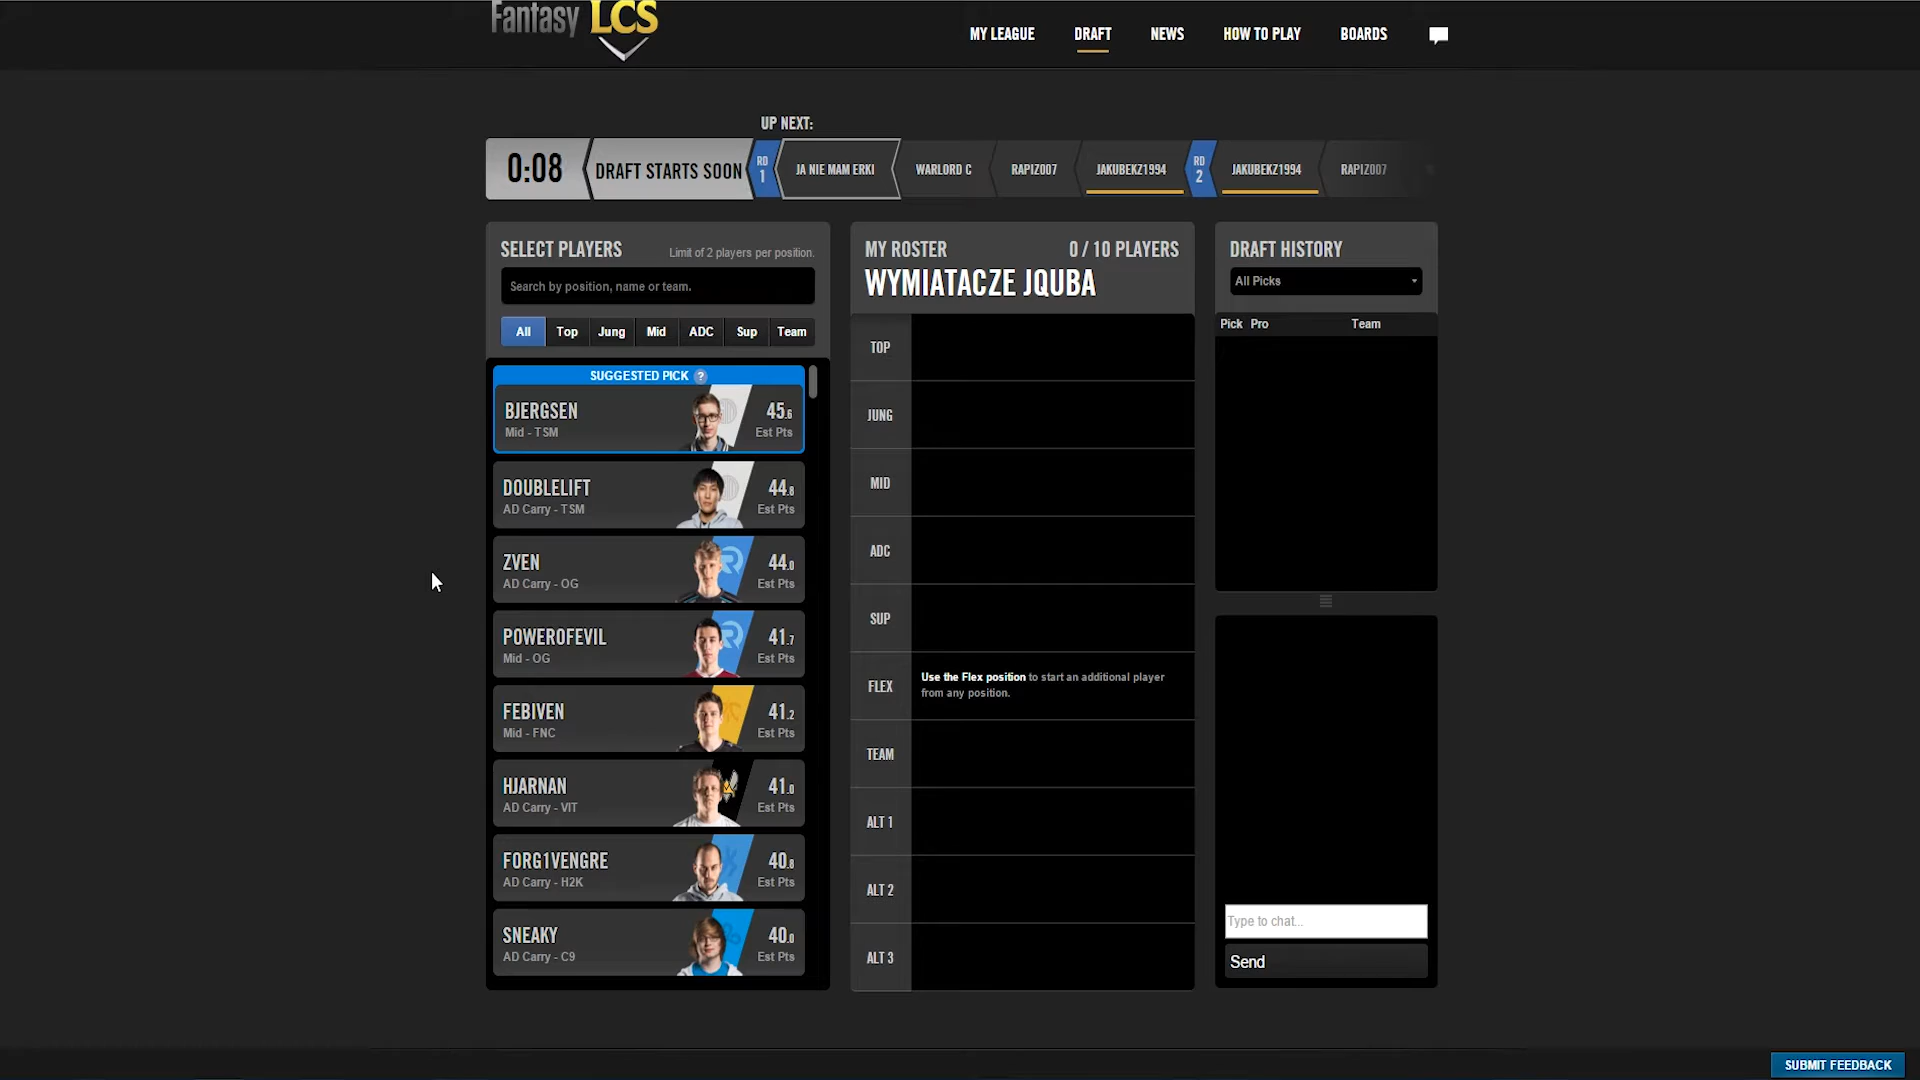 Fantasy LCS
MY LEAGUE
DRAFT
NEWS
HOW TO PLAY
BOARDS
UP NEXT:
0:08
DRAFT STARTS SOON
RD 1
JA NIE MAM ERKI
WARLORD C
RAPIZ007
JAKUBEKZ1994
RD 2
JAKUBEKZ1994
RAPIZ007
SELECT PLAYERS
Limit of 2 players per position.
Search by position, name or team.
All
Top
Jung
Mid
ADC
Sup
Team
SUGGESTED PICK ?
BJERGSEN
45.6
Mid - TSM
Est Pts
DOUBLELIFT
44.8
AD Carry - TSM
Est Pts
ZVEN
44.0
AD Carry - OG
Est Pts
POWEROFEVIL
41.7
Mid - OG
Est Pts
FEBIVEN
41.2
Mid - FNC
Est Pts
HJARNAN
41.0
AD Carry - VIT
Est Pts
FORG1VENGRE
40.8
AD Carry - H2K
Est Pts
SNEAKY
40.0
AD Carry - C9
Est Pts
MY ROSTER
0 / 10 PLAYERS
WYMIATACZE JQUBA
TOP
JUNG
MID
ADC
SUP
FLEX
Use the Flex position to start an additional player
from any position.
TEAM
ALT 1
ALT 2
ALT 3
DRAFT HISTORY
All Picks
Pick Pro Team
Type to chat...
Send
SUBMIT FEEDBACK